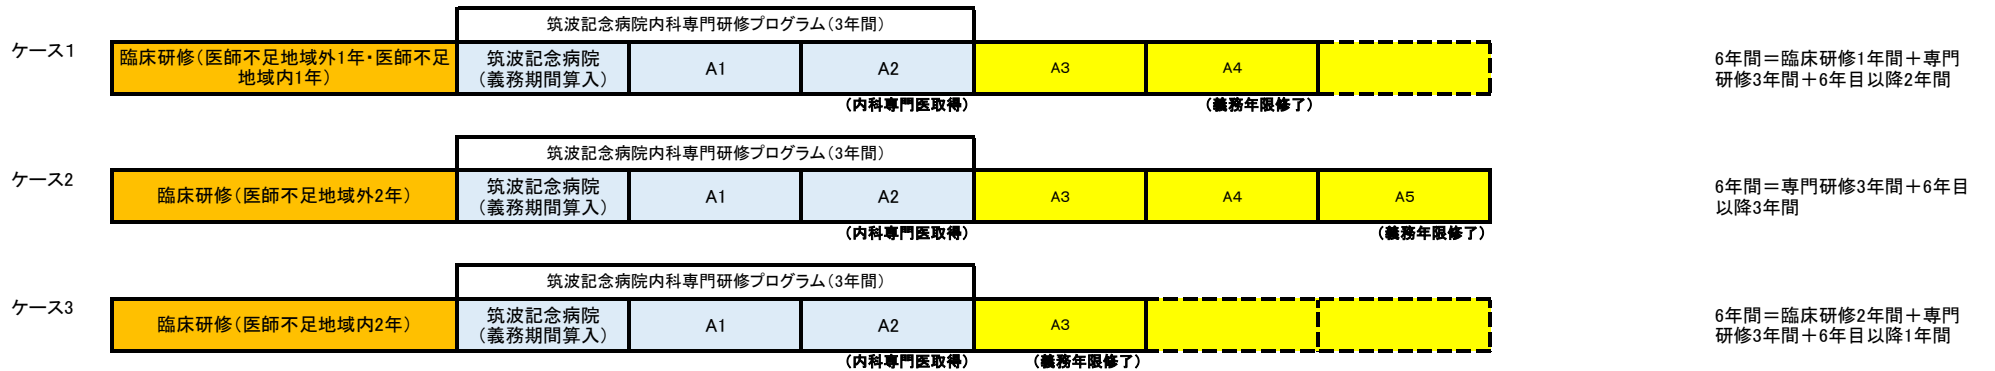 筑波記念病院内科専門研修プログラム（3年間）
ケース1
臨床研修（医師不足地域外1年・医師不足
地域内1年）
筑波記念病院
（義務期間算入）
A1
A2
A3
A4
6年間＝臨床研修1年間＋専門
研修3年間＋6年目以降2年間
（内科専門医取得）
（義務年限修了）
筑波記念病院内科専門研修プログラム（3年間）
ケース2
臨床研修（医師不足地域外2年）
筑波記念病院
（義務期間算入）
A1
A2
A3
A4
A5
6年間＝専門研修3年間＋6年目
以降3年間
（内科専門医取得）
（義務年限修了）
筑波記念病院内科専門研修プログラム（3年間）
ケース3
臨床研修（医師不足地域内2年）
筑波記念病院
（義務期間算入）
A1
A2
A3
6年間＝臨床研修2年間＋専門
研修3年間＋6年目以降1年間
（内科専門医取得）
（義務年限修了）